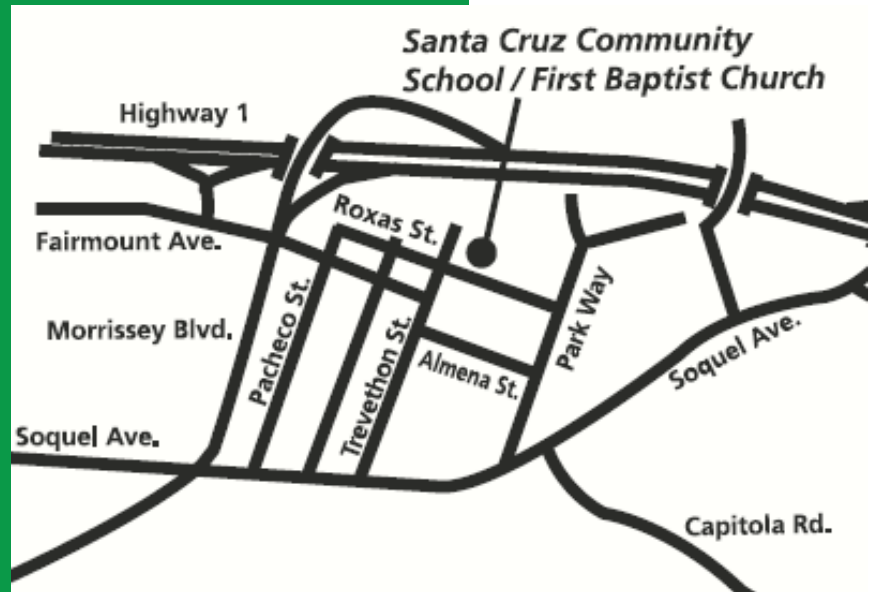 Santa Cruz Community
School / First Baptist Church
Highway 1
Roxas St.
Fairmount Ave.
Morrissey Blvd.
Pacheco St.
Trevethon St.
Almena St.
Park Way
Soquel Ave.
Soquel Ave.
Capitola Rd.